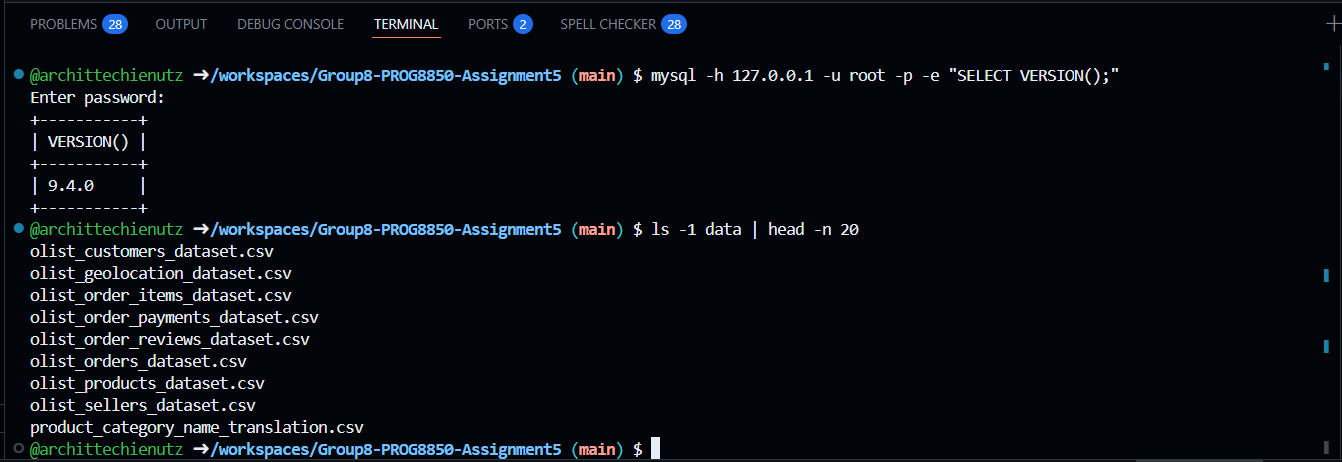 PROBLEMS 28 OUTPUT DEBUG CONSOLE TERMINAL PORTS 2 SPELL CHECKER 28
@archittechienutz ➜/workspaces/Group8-PROG8850-Assignment5 (main) $ mysql -h 127.0.0.1 -u root -p -e "SELECT VERSION();"
Enter password:
+-----------+
| VERSION() |
+-----------+
| 9.4.0     |
+-----------+
@archittechienutz ➜/workspaces/Group8-PROG8850-Assignment5 (main) $ ls -1 data | head -n 20
olist_customers_dataset.csv
olist_geolocation_dataset.csv
olist_order_items_dataset.csv
olist_order_payments_dataset.csv
olist_order_reviews_dataset.csv
olist_orders_dataset.csv
olist_products_dataset.csv
olist_sellers_dataset.csv
product_category_name_translation.csv
@archittechienutz ➜/workspaces/Group8-PROG8850-Assignment5 (main) $